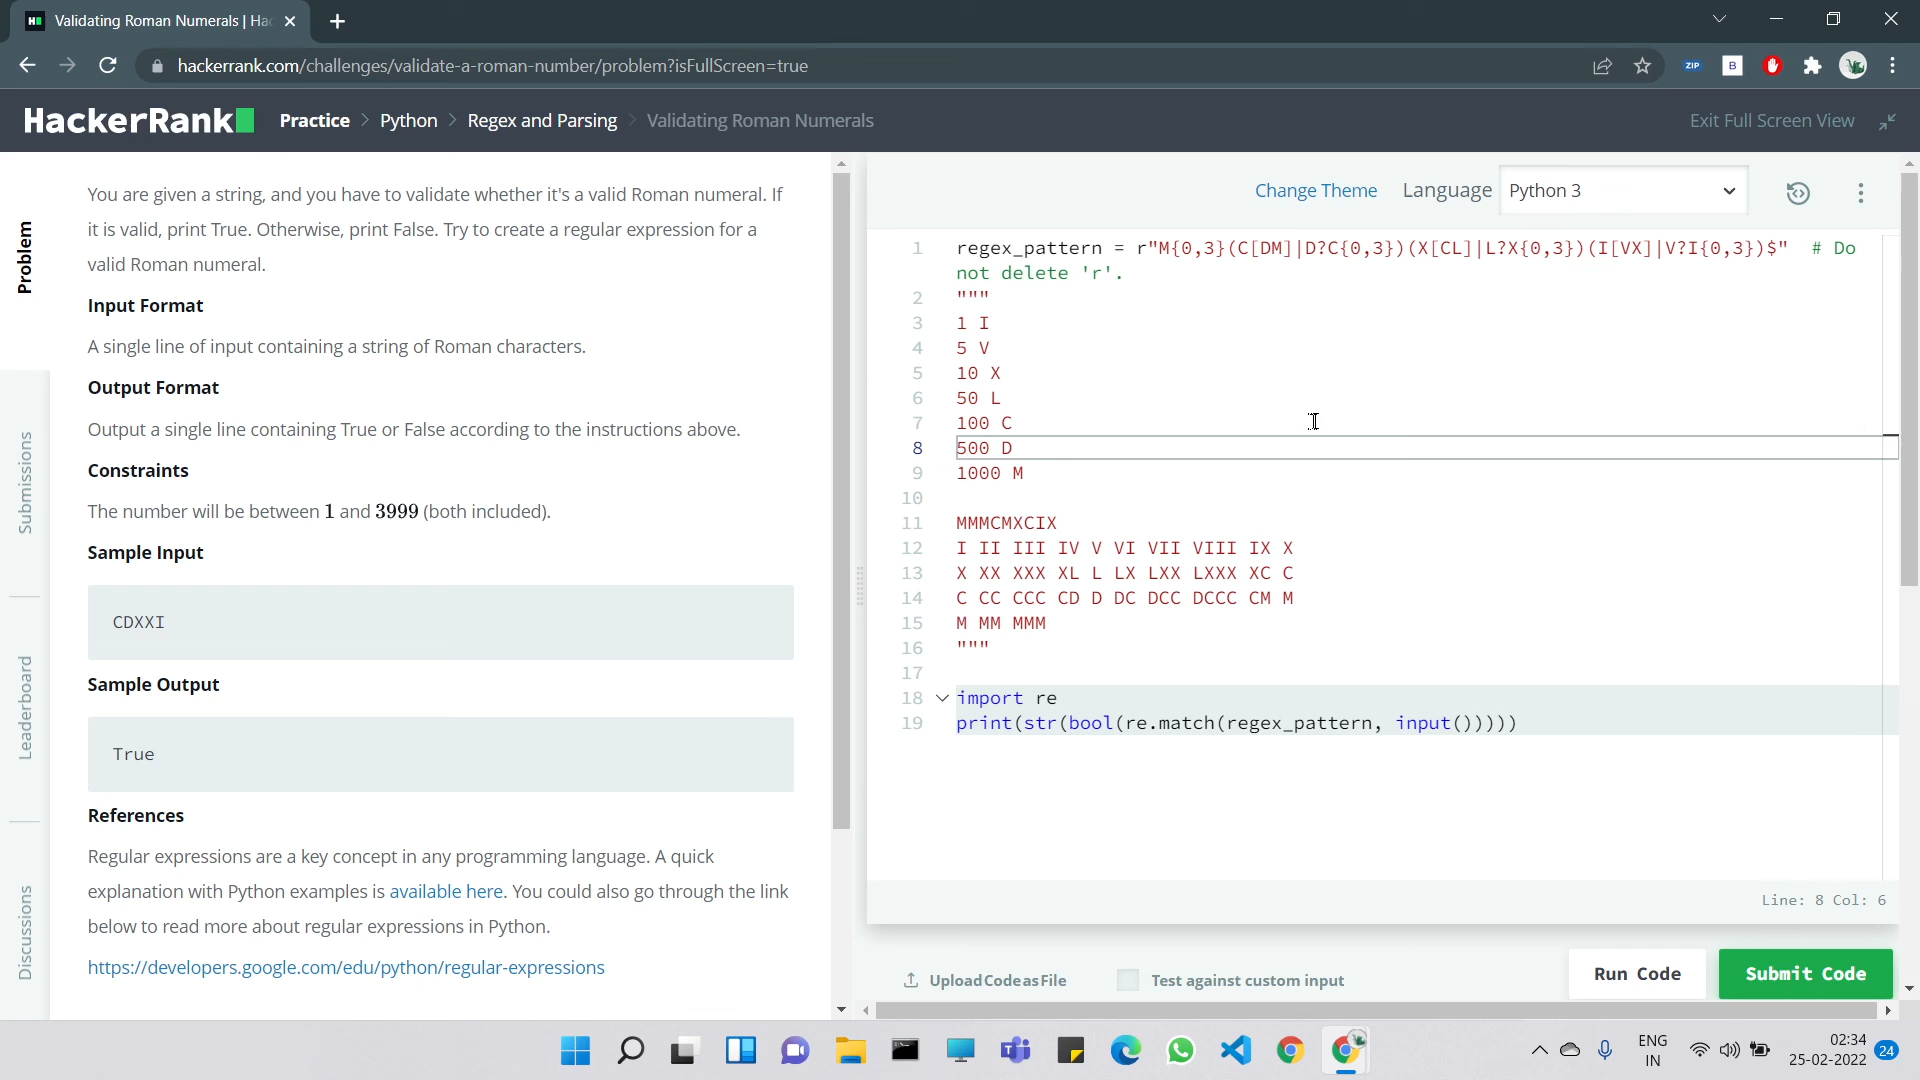 Validating Roman Numerals | Ha
hackerrank.com/challenges/validate-a-roman-number/problem?isFullScreen=true
ZIP
B
HackerRank
Practice > Python > Regex and Parsing > Validating Roman Numerals
Exit Full Screen View
Problem
Submissions
Leaderboard
Discussions
You are given a string, and you have to validate whether it's a valid Roman numeral. If
it is valid, print True. Otherwise, print False. Try to create a regular expression for a
valid Roman numeral.
Input Format
A single line of input containing a string of Roman characters.
Output Format
Output a single line containing True or False according to the instructions above.
Constraints
The number will be between 1 and 3999 (both included).
Sample Input
CDXXI
Sample Output
True
References
Regular expressions are a key concept in any programming language. A quick
explanation with Python examples is available here. You could also go through the link
below to read more about regular expressions in Python.
https://developers.google.com/edu/python/regular-expressions
Change Theme Language Python 3
1 regex_pattern = r"M{0,3}(C[DM]|D?C{0,3})(X[CL]|L?X{0,3})(I[VX]|V?I{0,3})$" # Do
not delete 'r'.
2 """
3 1 I
4 5 V
5 10 X
6 50 L
7 100 C
8 500 D
9 1000 M
10
11 MMMCMXCIX
12 I II III IV V VI VII VIII IX X
13 X XX XXX XL L LX LXX LXXX XC C
14 C CC CCC CD D DC DCC DCCC CM M
15 M MM MMM
16 """
17
18 import re
19 print(str(bool(re.match(regex_pattern, input()))))
Line: 8 Col: 6
Upload Code as File
Test against custom input
Run Code
Submit Code
ENG
IN
02:34
25-02-2022
24